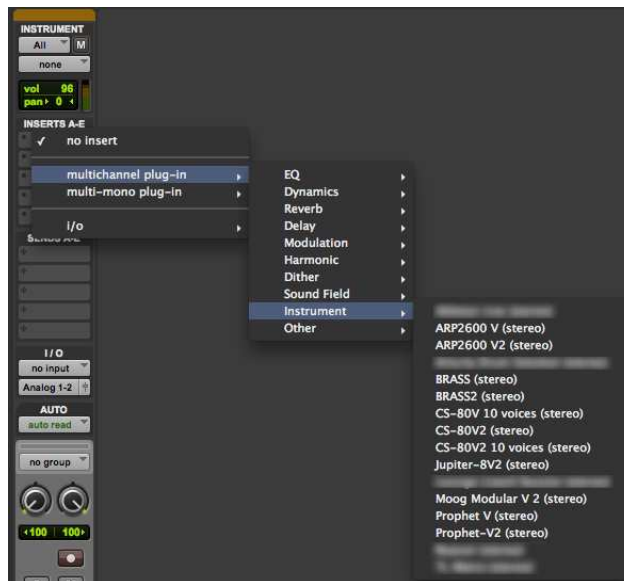 INSTRUMENT
All M
none
vol 96
pan 0
INSERTS A-E
✓ no insert
multichannel plug-in
multi-mono plug-in
i/o
SENDS A-E
EQ
Dynamics
Reverb
Delay
Modulation
Harmonic
Dither
Sound Field
Instrument
Other
ARP2600 V (stereo)
ARP2600 V2 (stereo)
BRASS (stereo)
BRASS2 (stereo)
CS-80V 10 voices (stereo)
CS-80V2 (stereo)
CS-80V2 10 voices (stereo)
Jupiter-8V2 (stereo)
Moog Modular V 2 (stereo)
Prophet V (stereo)
Prophet-V2 (stereo)
I/O
no input
Analog 1-2
AUTO
auto read
no group
100 100